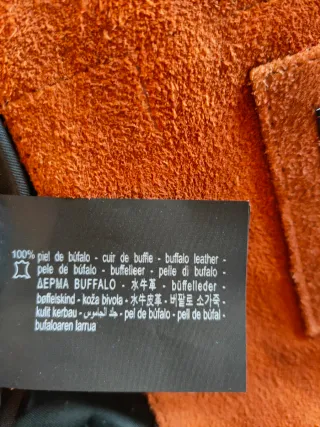 100% piel de búfalo - cuir de buffle - buffalo leather -
pele de búfalo - buffelleer - pelle di bufalo -
ΔΕΡΜΑ BUFFALO - 水牛革 - büffelleder
bøffelskind - koža bivola - 水牛皮革 - 버팔로 소가죽 -
kulit kerbau - جلد الجاموس - pel de búfalo - pell de búfal -
bufaloaren larrua